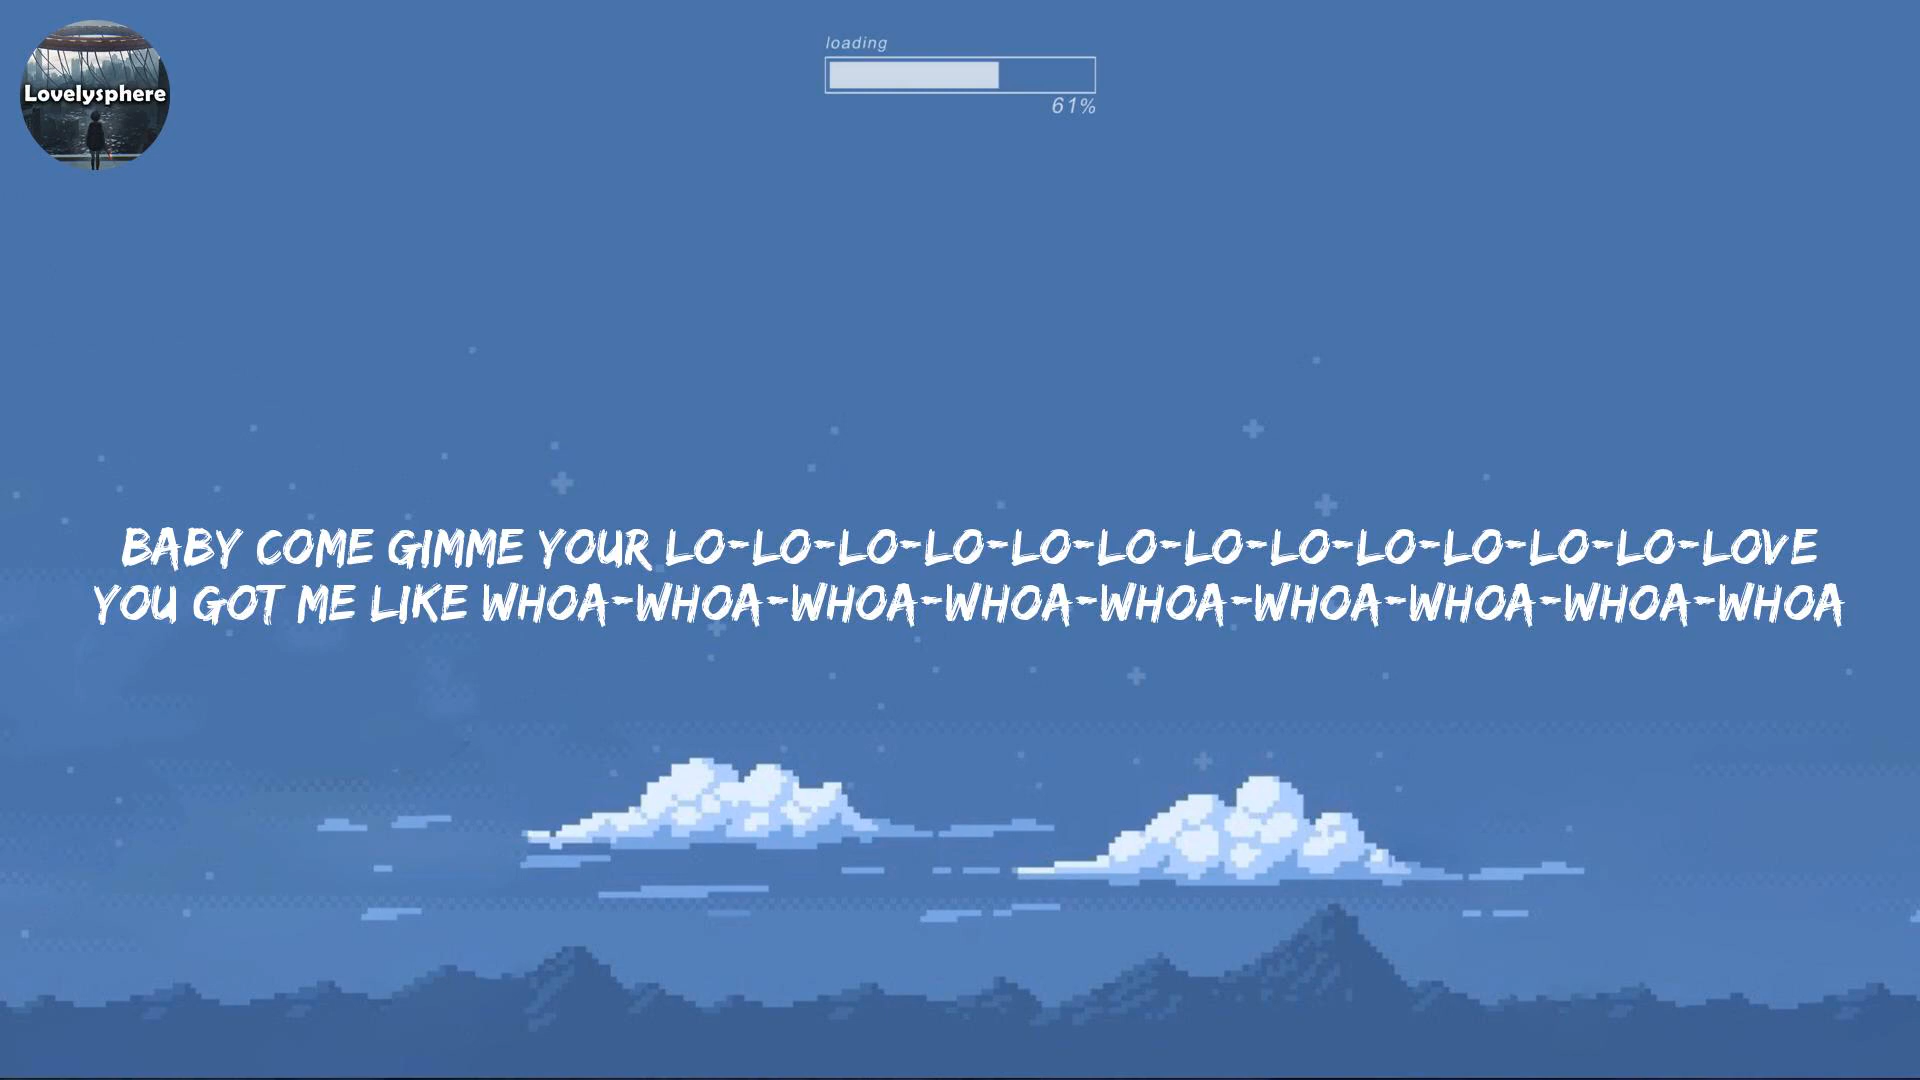 Lovelysphere
loading
61%
BABY COME GIMME YOUR LO-LO-LO-LO-LO-LO-LO-LO-LO-LO-LO-LO-LOVE
YOU GOT ME LIKE WHOA-WHOA-WHOA-WHOA-WHOA-WHOA-WHOA-WHOA-WHOA